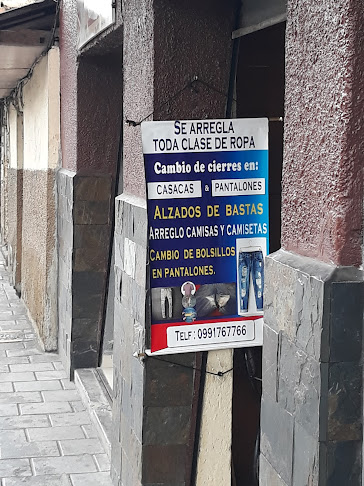 SE ARREGLA
TODA CLASE DE ROPA
Cambio de cierres en:
CASACAS & PANTALONES
ALZADOS DE BASTAS
ARREGLO CAMISAS Y CAMISETAS
CAMBIO DE BOLSILLOS
EN PANTALONES.
TELF: 0991767766